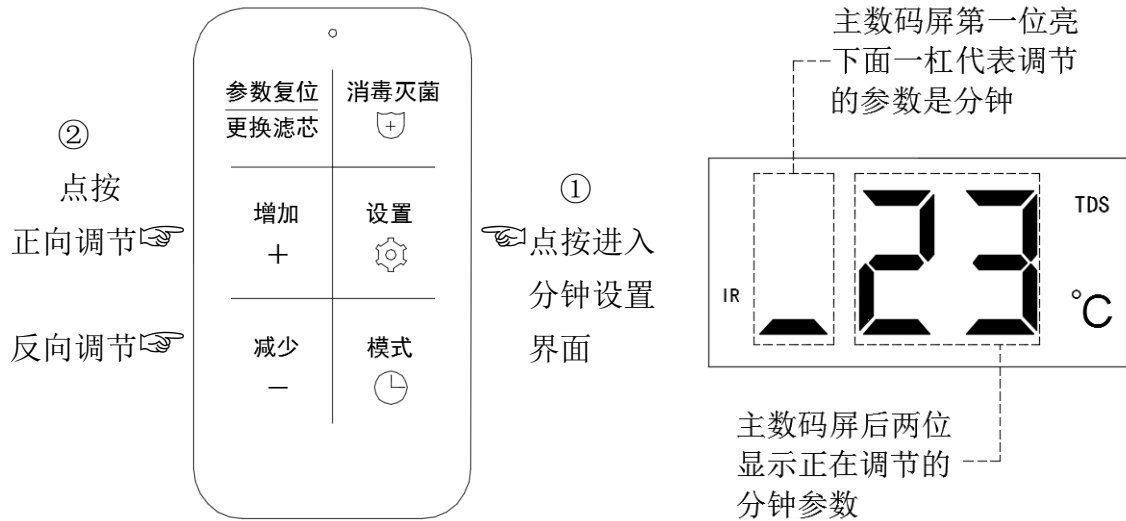 ②
点按
正向调节
反向调节
参数复位
更换滤芯
消毒灭菌
增加
+
设置
减少
−
模式
①
点按进入
分钟设置
界面
主数码屏第一位亮
下面一杠代表调节
的参数是分钟
IR
_23
TDS
°C
主数码屏后两位
显示正在调节的
分钟参数